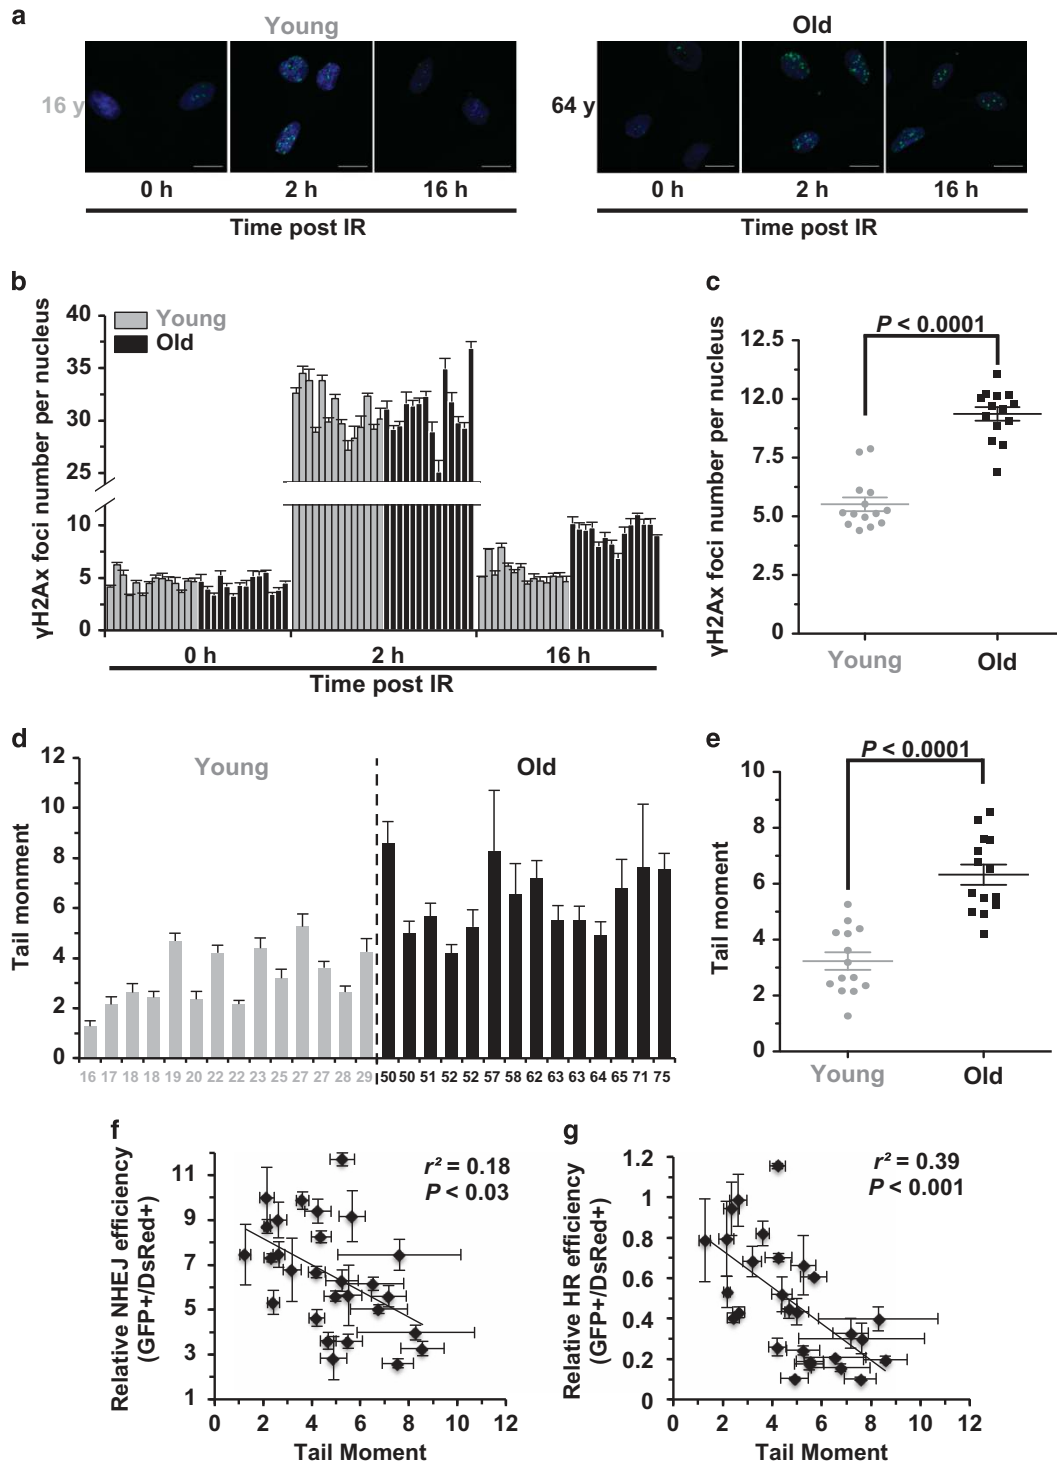 a
Young
Old
16 y
64 y
0 h
2 h
16 h
0 h
2 h
16 h
Time post IR
Time post IR
b
γH2Ax foci number per nucleus
40
35
30
25
10
5
0
Young
Old
0 h
2 h
16 h
Time post IR
c
γH2Ax foci number per nucleus
12.5
12.0
7.5
5.0
2.5
0
P < 0.0001
Young
Old
d
Tail monment
12
10
8
6
4
2
0
Young
Old
16 17 18 18 19 20 22 22 23 25 27 27 28 29 50 50 51 52 52 57 58 62 63 63 64 65 71 75
e
Tail moment
10
8
6
4
2
0
P < 0.0001
Young
Old
f
Relative NHEJ efficiency
(GFP+/DsRed+)
11
9
7
5
3
1
r² = 0.18
P < 0.03
0 2 4 6 8 10 12
Tail Moment
g
Relative HR efficiency
(GFP+/DsRed+)
1.2
1
0.8
0.6
0.4
0.2
0
r² = 0.39
P < 0.001
0 2 4 6 8 10 12
Tail Moment